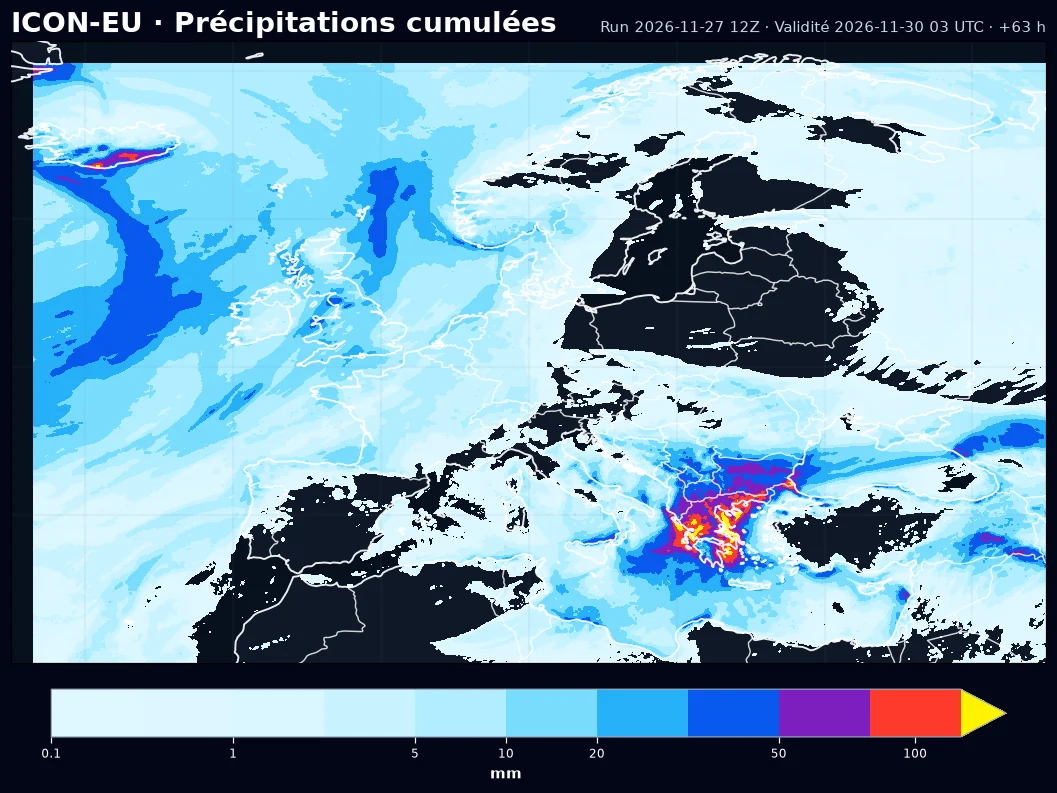 ICON-EU · Précipitations cumulées
Run 2026-11-27 12Z · Validité 2026-11-30 03 UTC · +63 h
0.1 1 5 10 20 50 100
mm